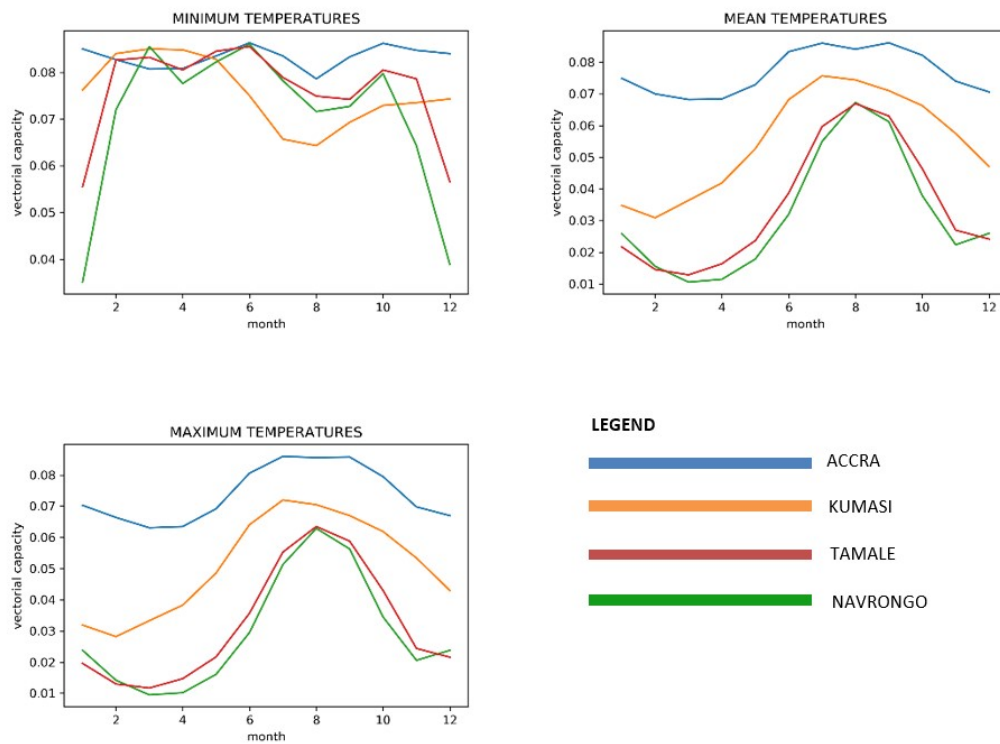 MINIMUM TEMPERATURES
vectorial capacity
0.08
0.07
0.06
0.05
0.04
2 4 6 8 10 12
month
MEAN TEMPERATURES
vectorial capacity
0.08
0.07
0.06
0.05
0.04
0.03
0.02
0.01
2 4 6 8 10 12
month
MAXIMUM TEMPERATURES
vectorial capacity
0.08
0.07
0.06
0.05
0.04
0.03
0.02
0.01
2 4 6 8 10 12
month
LEGEND
ACCRA
KUMASI
TAMALE
NAVRONGO